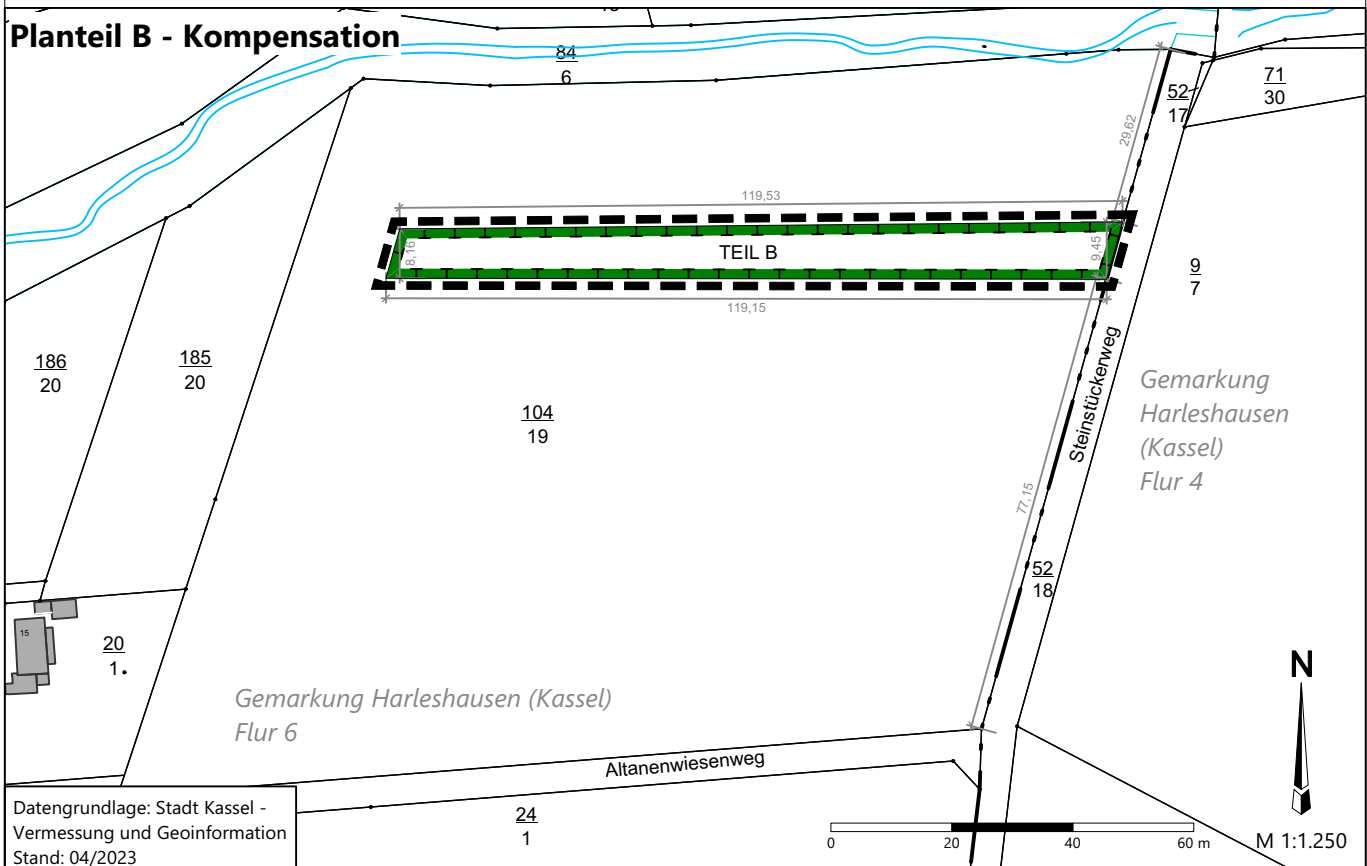 Planteil B - Kompensation
84
6
52
17
71
30
29,62
119,53
TEIL B
8,16
9,45
119,15
9
7
186
20
185
20
104
19
Steinstückerweg
Gemarkung
Harleshausen
(Kassel)
Flur 4
77,15
52
18
15
20
1
Gemarkung Harleshausen (Kassel)
Flur 6
Altanenwiesenweg
24
1
N
Datengrundlage: Stadt Kassel -
Vermessung und Geoinformation
Stand: 04/2023
0 20 40 60 m
M 1:1.250